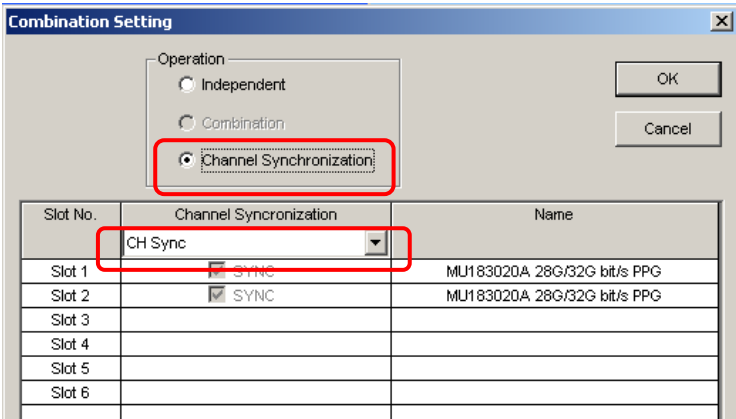 Combination Setting
Operation
Independent
OK
Combination
Cancel
Channel Synchronization
Slot No. Channel Syncronization Name
CH Sync
Slot 1 SYNC MU183020A 28G/32G bit/s PPG
Slot 2 SYNC MU183020A 28G/32G bit/s PPG
Slot 3
Slot 4
Slot 5
Slot 6